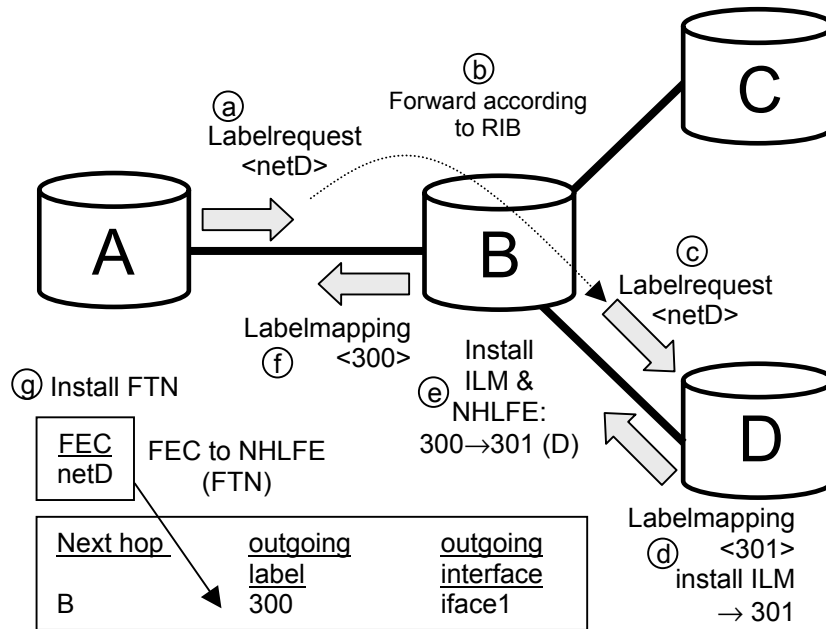 C
b
Forward according
to RIB
a
Labelrequest
<netD>
A
B
c
Labelrequest
<netD>
Labelmapping
<300>
f
Install
ILM &
NHLFE:
300→301 (D)
e
D
g Install FTN
FEC
netD
FEC to NHLFE
(FTN)
Labelmapping
<301>
d
install ILM
→ 301
Next hop outgoing label outgoing interface
B 300 iface1